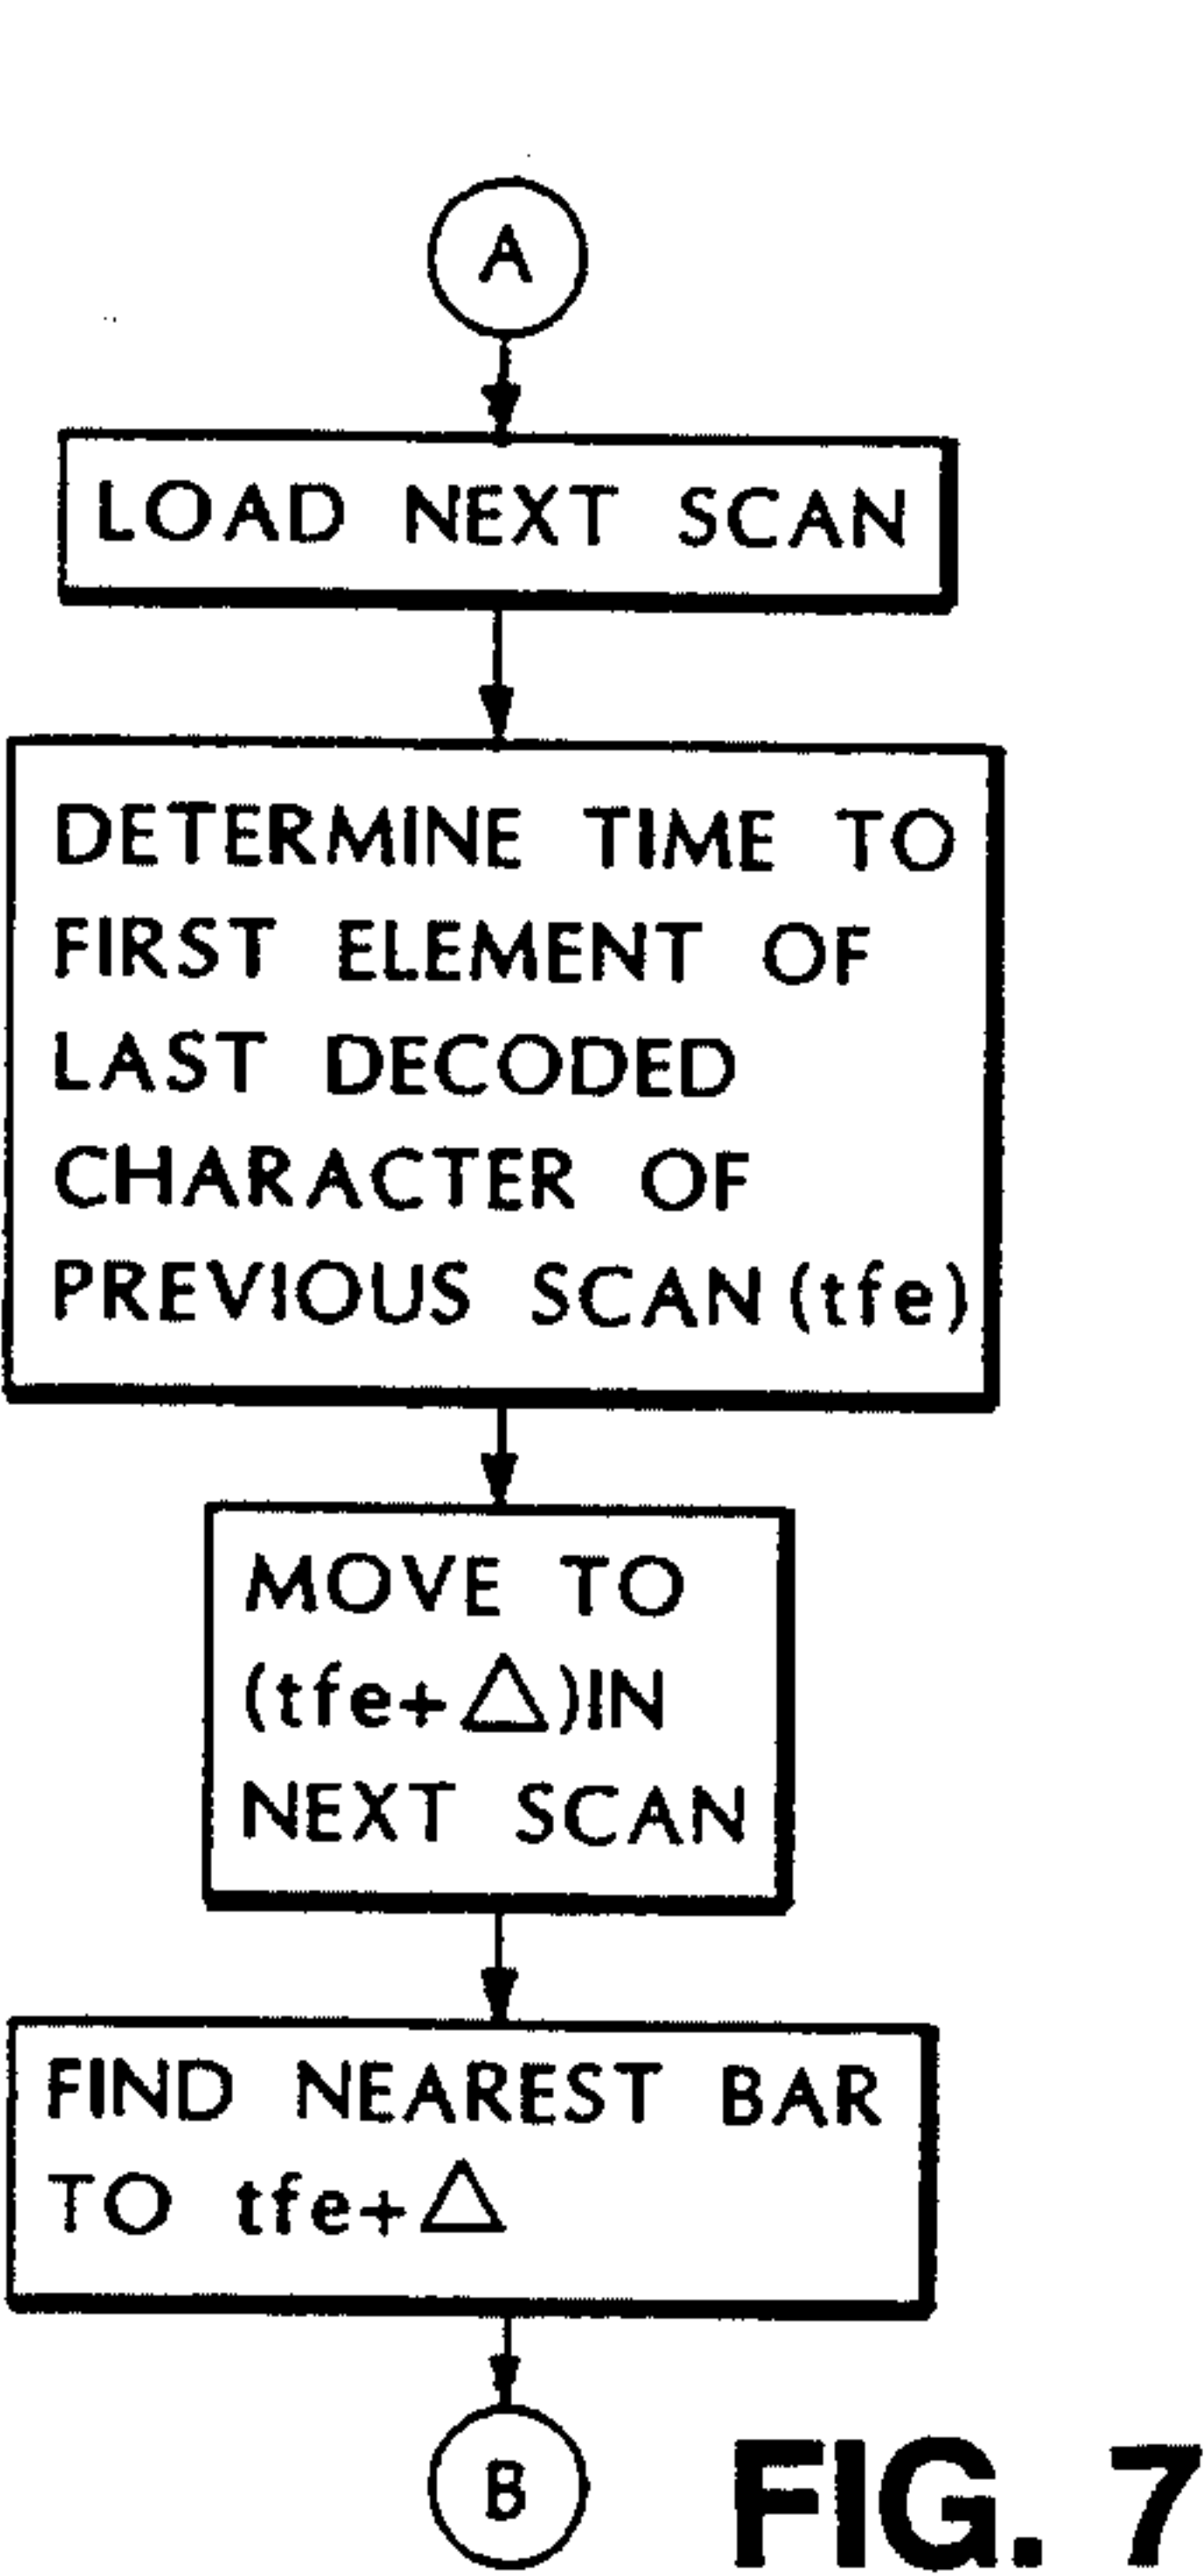 A
LOAD NEXT SCAN
DETERMINE TIME TO
FIRST ELEMENT OF
LAST DECODED
CHARACTER OF
PREVIOUS SCAN (tfe)
MOVE TO
(tfe+△) IN
NEXT SCAN
FIND NEAREST BAR
TO tfe+△
B
FIG. 7